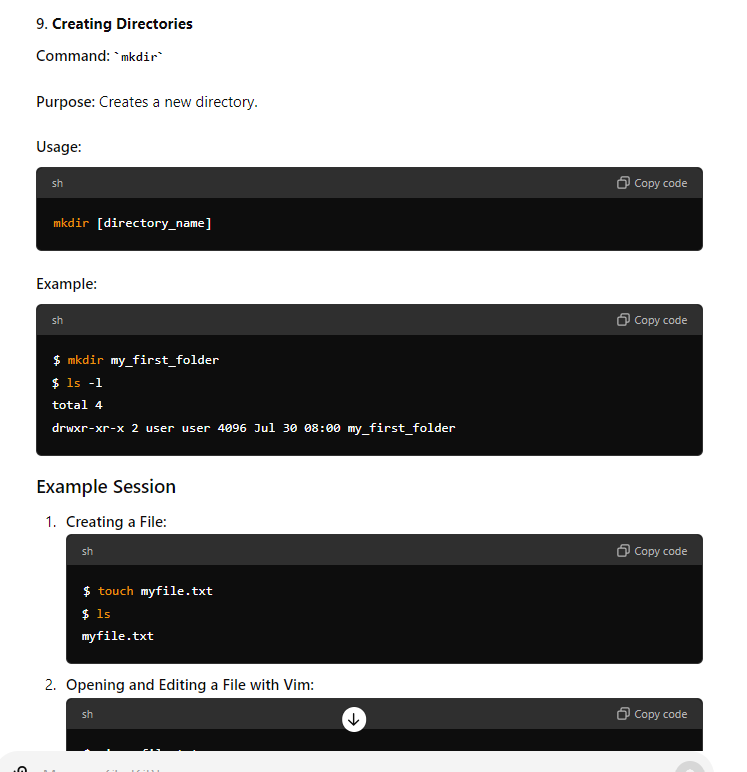 9. Creating Directories
Command: `mkdir`
Purpose: Creates a new directory.
Usage:
sh Copy code
mkdir [directory_name]
Example:
sh Copy code
$ mkdir my_first_folder
$ ls -l
total 4
drwxr-xr-x 2 user user 4096 Jul 30 08:00 my_first_folder
Example Session
1. Creating a File:
sh Copy code
$ touch myfile.txt
$ ls
myfile.txt
2. Opening and Editing a File with Vim:
sh Copy code